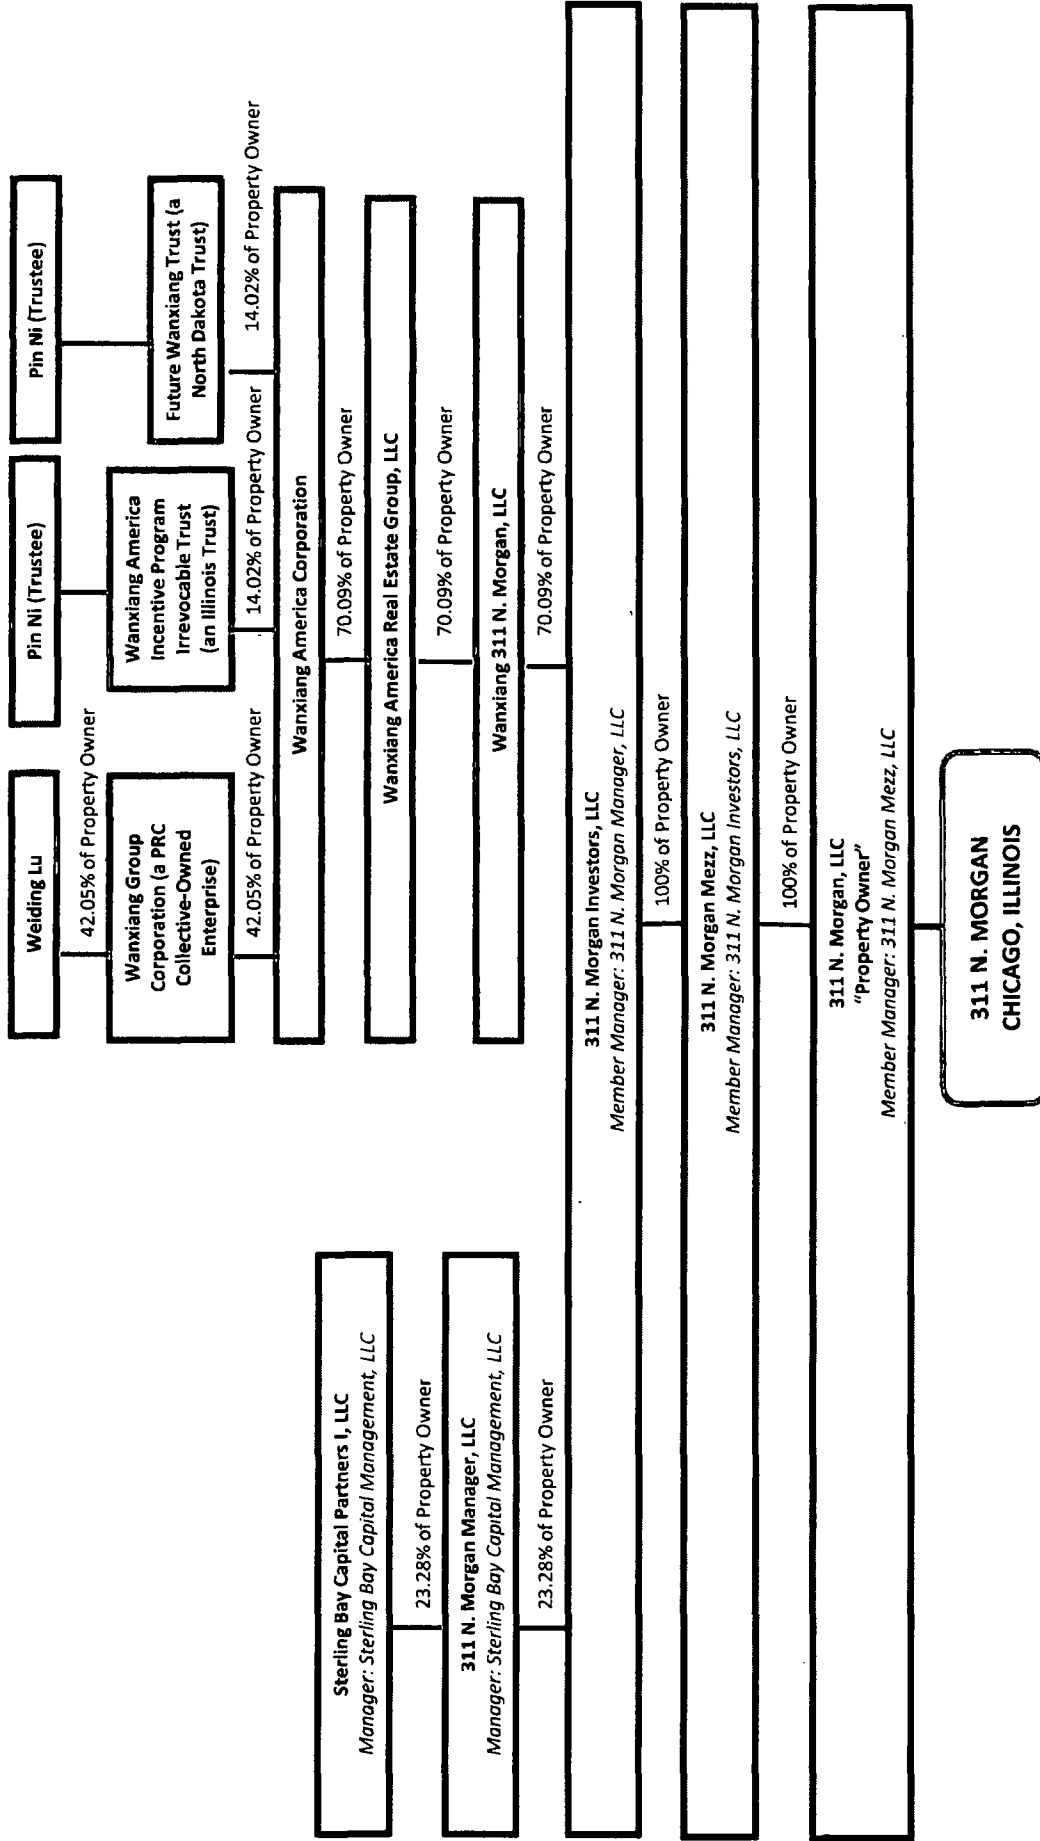 Weiding Lu
Pin Ni (Trustee)
Pin Ni (Trustee)
42.05% of Property Owner
Wanxiang Group
Corporation (a PRC
Collective-Owned
Enterprise)
Wanxiang America
Incentive Program
Irrevocable Trust
(an Illinois Trust)
Future Wanxiang Trust (a
North Dakota Trust)
42.05% of Property Owner
14.02% of Property Owner
14.02% of Property Owner
Wanxiang America Corporation
70.09% of Property Owner
Wanxiang America Real Estate Group, LLC
70.09% of Property Owner
Wanxiang 311 N. Morgan, LLC
70.09% of Property Owner
Sterling Bay Capital Partners I, LLC
Manager: Sterling Bay Capital Management, LLC
23.28% of Property Owner
311 N. Morgan Manager, LLC
Manager: Sterling Bay Capital Management, LLC
23.28% of Property Owner
311 N. Morgan Investors, LLC
Member Manager: 311 N. Morgan Manager, LLC
100% of Property Owner
311 N. Morgan Mezz, LLC
Member Manager: 311 N. Morgan Investors, LLC
100% of Property Owner
311 N. Morgan, LLC
"Property Owner"
Member Manager: 311 N. Morgan Mezz, LLC
311 N. MORGAN
CHICAGO, ILLINOIS